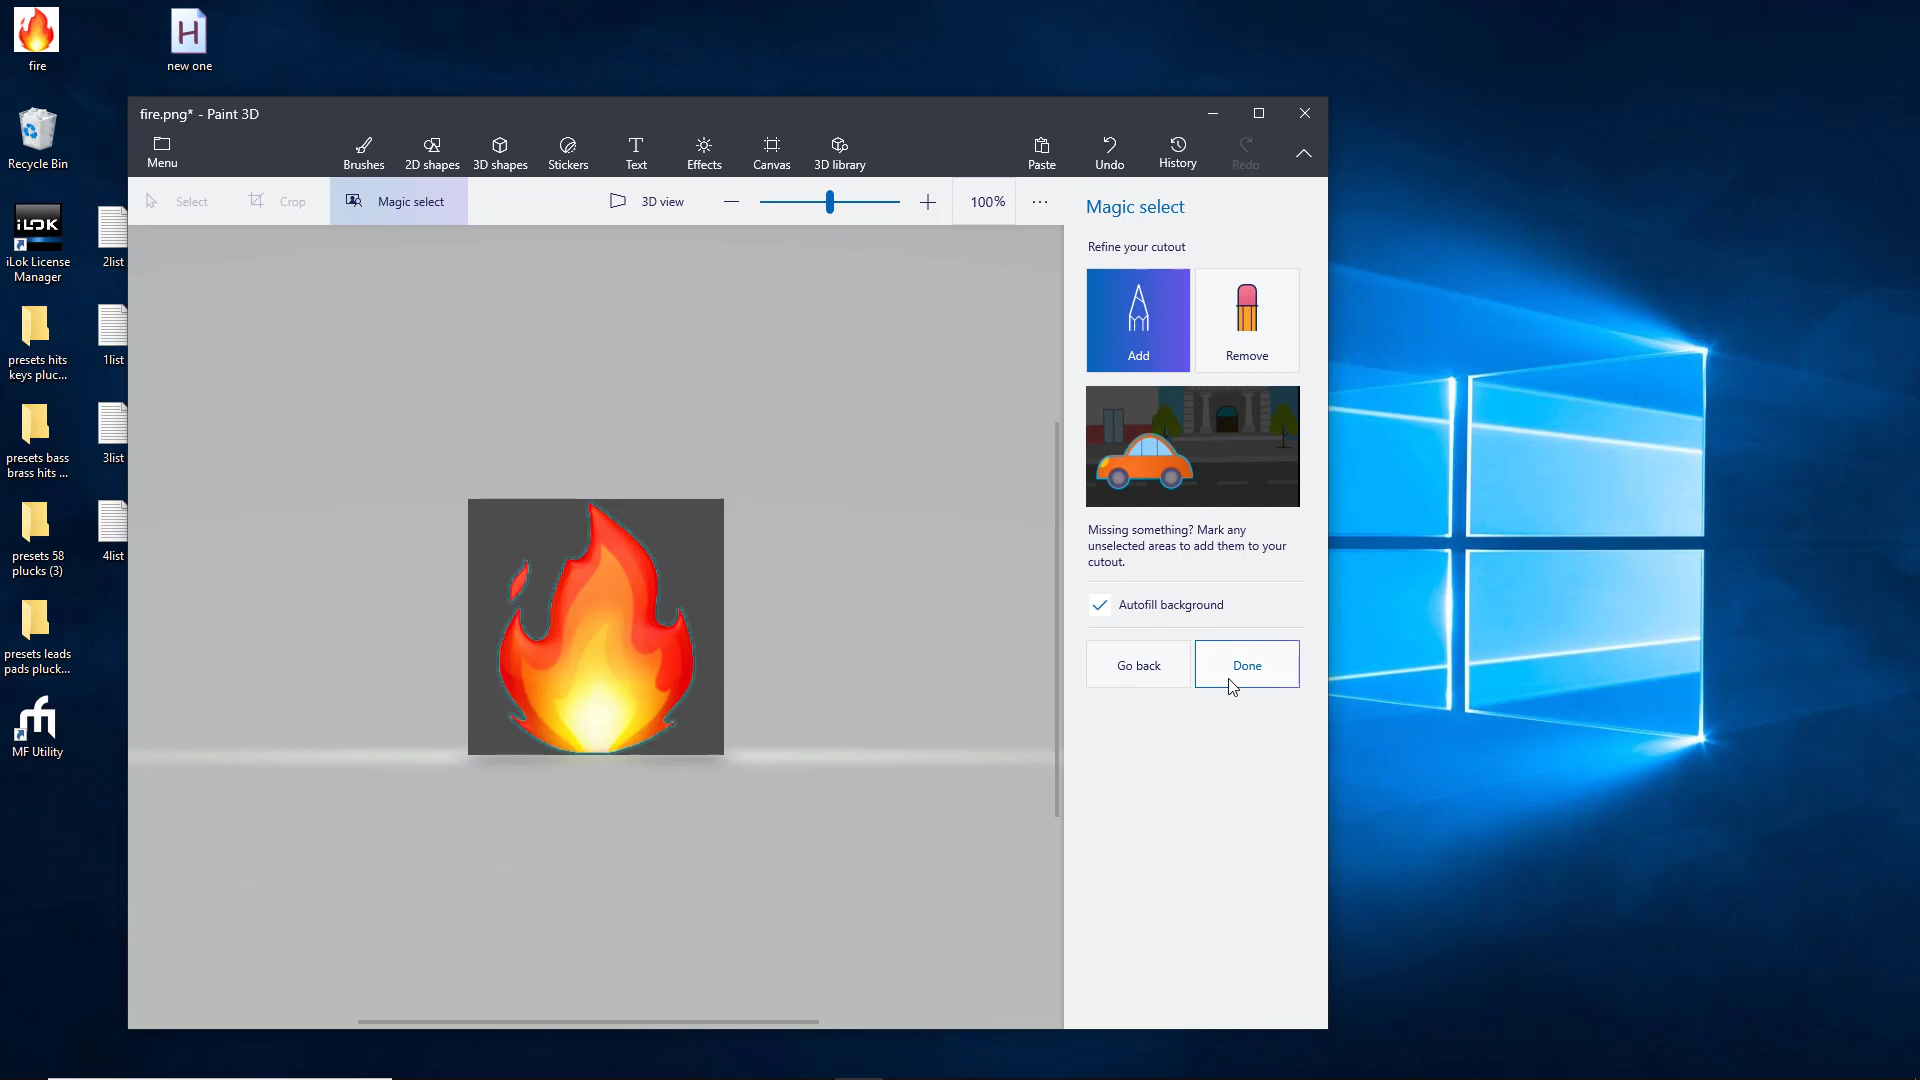 fire
new one
Recycle Bin
iLOK
iLok License
Manager
presets hits
keys pluc...
presets bass
brass hits ...
presets 58
plucks (3)
presets leads
pads pluck...
MF Utility
2list
1list
3list
4list
H
fire.png* - Paint 3D
Menu
Brushes
2D shapes
3D shapes
Stickers
Text
Effects
Canvas
3D library
Paste
Undo
History
Redo
Select
Crop
Magic select
3D view
100%
Magic select
Refine your cutout
Add
Remove
Missing something? Mark any
unselected areas to add them to your
cutout.
Autofill background
Go back
Done